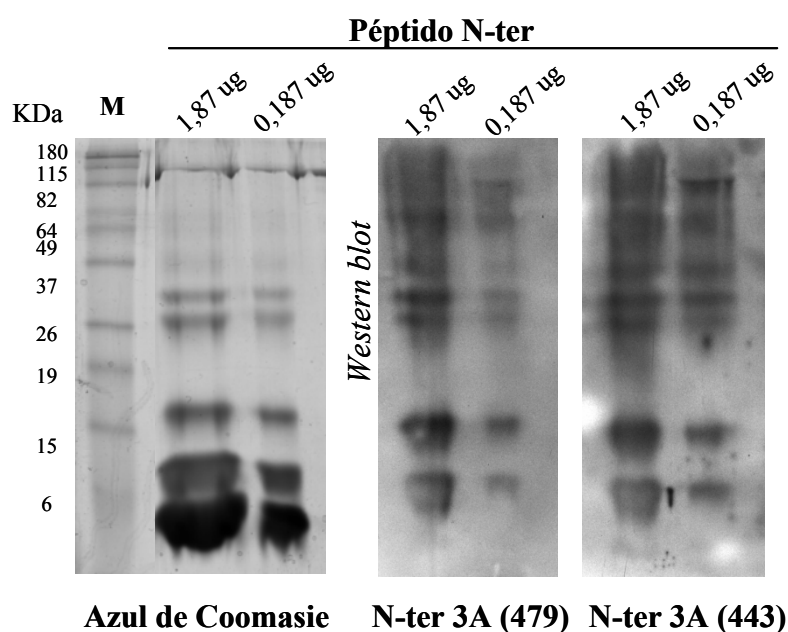 Péptido N-ter
KDa
M
1,87 ug
0,187 ug
1,87 ug
0,187 ug
1,87 ug
0,187 ug
180
115
82
64
49
37
26
19
15
6
Western blot
Azul de Coomasie
N-ter 3A (479)
N-ter 3A (443)